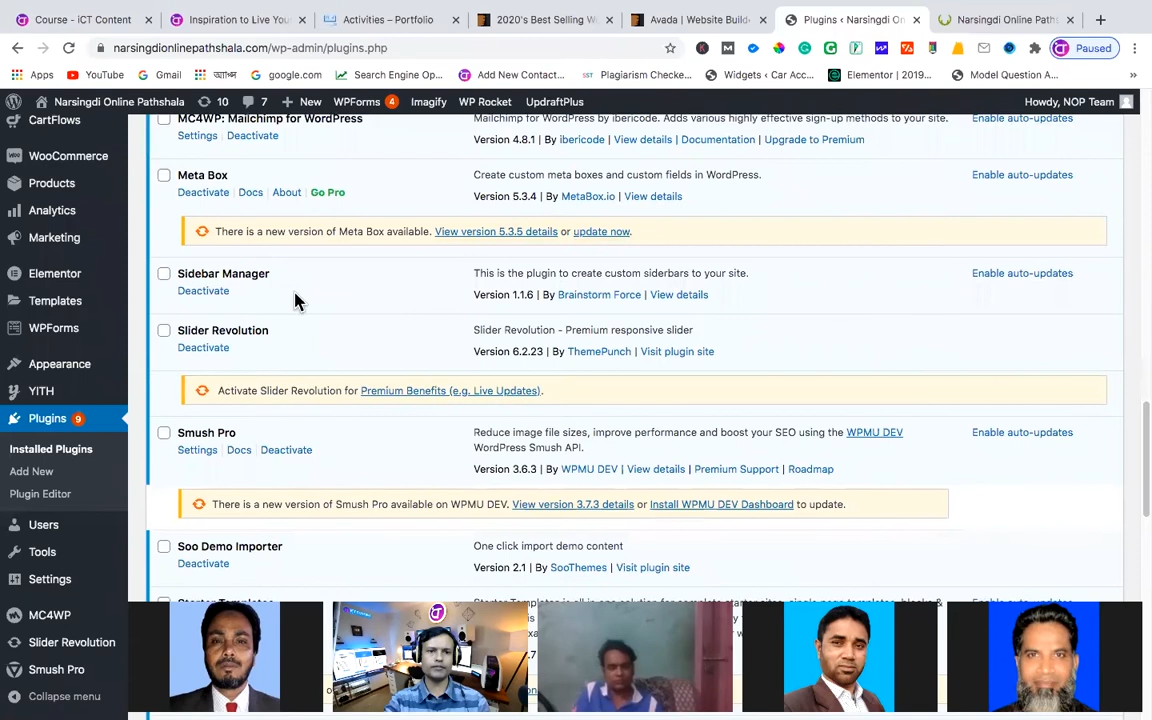 Course - iCT Content
Inspiration to Live You
Activities – Portfolio
2020's Best Selling W
Avada | Website Build
Plugins ‹ Narsingdi On
Narsingdi Online Path
narsingdionlinepathshala.com/wp-admin/plugins.php
Paused
Apps
YouTube
Gmail
google.com
Search Engine Op...
Add New Contact...
Plagiarism Checke...
Widgets ‹ Car Acc...
Elementor | 2019...
Model Question A...
Narsingdi Online Pathshala
10
7
New
WPForms 4
Imagify
WP Rocket
UpdraftPlus
Howdy, NOP Team
CartFlows
WooCommerce
Products
Analytics
Marketing
Elementor
Templates
WPForms
Appearance
YITH
Plugins 9
Installed Plugins
Add New
Plugin Editor
Users
Tools
Settings
MC4WP
Slider Revolution
Smush Pro
Collapse menu
MC4WP: Mailchimp for WordPress
Settings | Deactivate
Mailchimp for WordPress by ibericode. Adds various highly effective sign-up methods to your site.
Version 4.8.1 | By ibericode | View details | Documentation | Upgrade to Premium
Enable auto-updates
Meta Box
Deactivate | Docs | About | Go Pro
Create custom meta boxes and custom fields in WordPress.
Version 5.3.4 | By MetaBox.io | View details
Enable auto-updates
There is a new version of Meta Box available. View version 5.3.5 details or update now.
Sidebar Manager
Deactivate
This is the plugin to create custom siderbars to your site.
Version 1.1.6 | By Brainstorm Force | View details
Enable auto-updates
Slider Revolution
Deactivate
Slider Revolution - Premium responsive slider
Version 6.2.23 | By ThemePunch | Visit plugin site
Activate Slider Revolution for Premium Benefits (e.g. Live Updates).
Smush Pro
Settings | Docs | Deactivate
Reduce image file sizes, improve performance and boost your SEO using the WPMU DEV
WordPress Smush API.
Version 3.6.3 | By WPMU DEV | View details | Premium Support | Roadmap
Enable auto-updates
There is a new version of Smush Pro available on WPMU DEV. View version 3.7.3 details or Install WPMU DEV Dashboard to update.
Soo Demo Importer
Deactivate
One click import demo content
Version 2.1 | By SooThemes | Visit plugin site